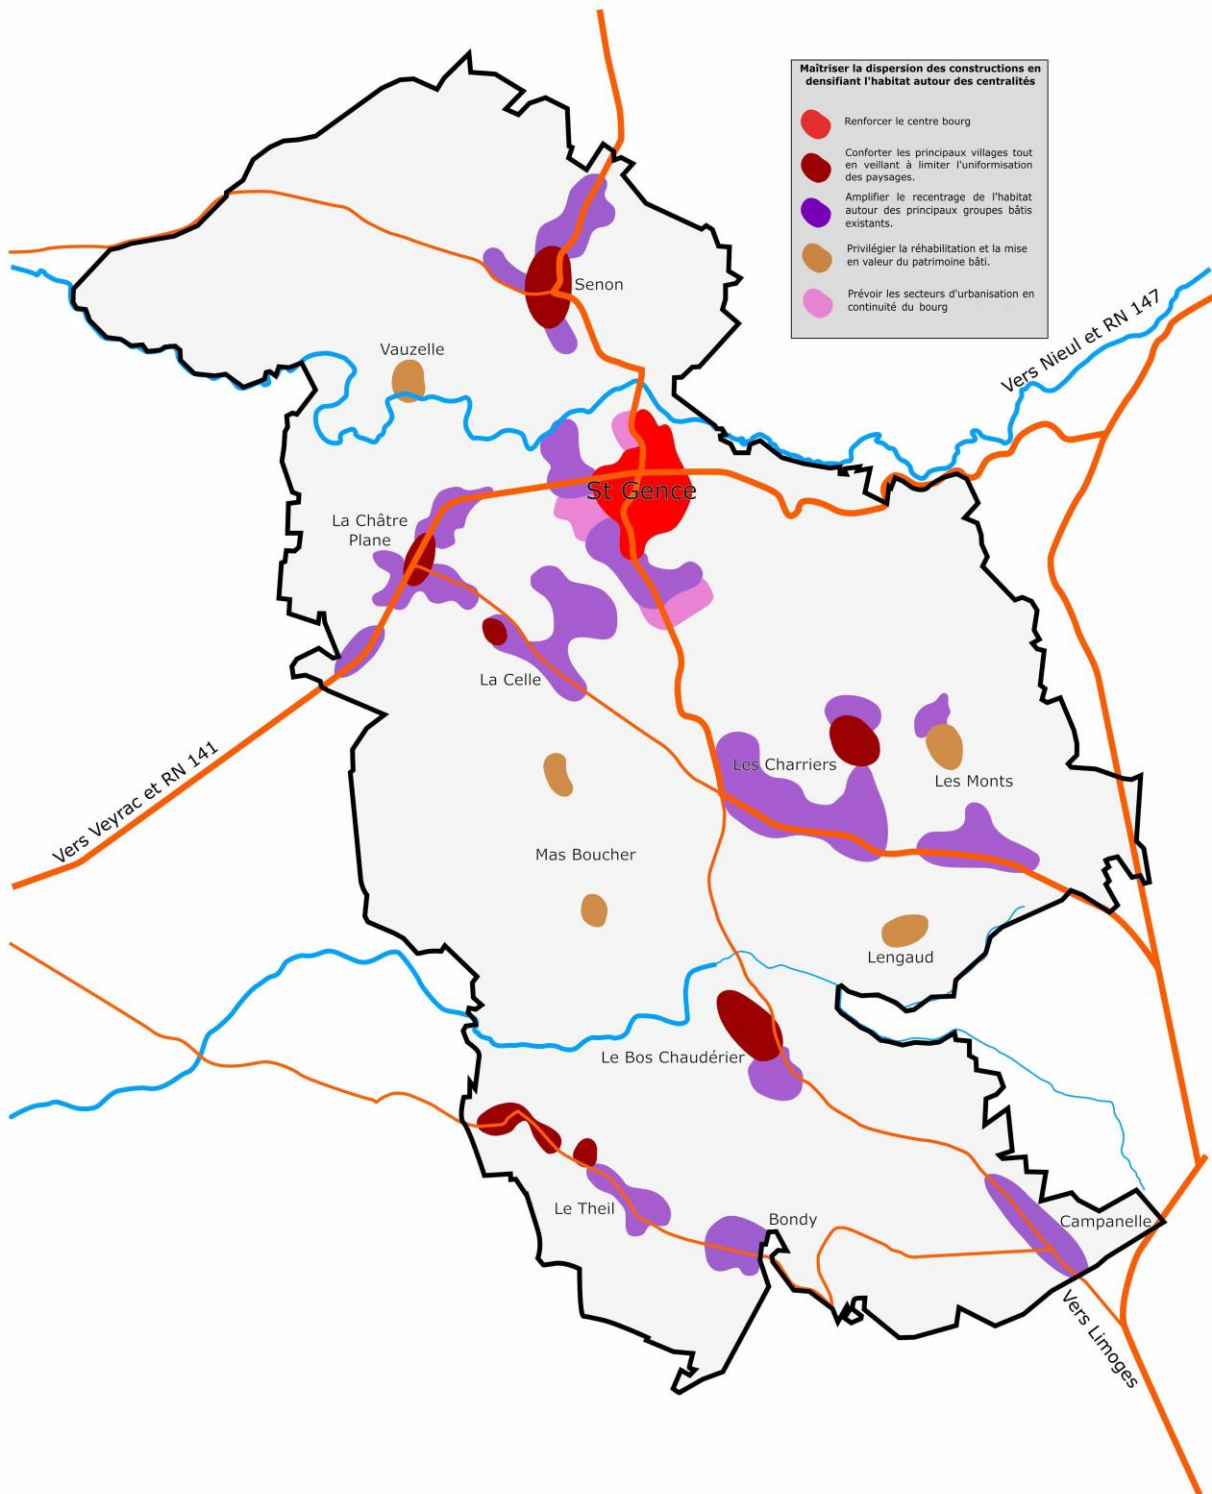 Maîtriser la dispersion des constructions en
densifiant l'habitat autour des centralités
Renforcer le centre bourg
Conforter les principaux villages tout
en veillant à limiter l'uniformisation
des paysages.
Amplifier le recentrage de l'habitat
autour des principaux groupes bâtis
existants.
Privilégier la réhabilitation et la mise
en valeur du patrimoine bâti.
Prévoir les secteurs d'urbanisation en
continuité du bourg
Senon
Vers Nieul et RN 147
Vauzelle
St Gence
La Châtre
Plane
La Celle
Vers Veyrac et RN 141
Les Charriers
Les Monts
Mas Boucher
Lengaud
Le Bos Chaudérier
Le Theil
Bondy
Campanelle
Vers Limoges